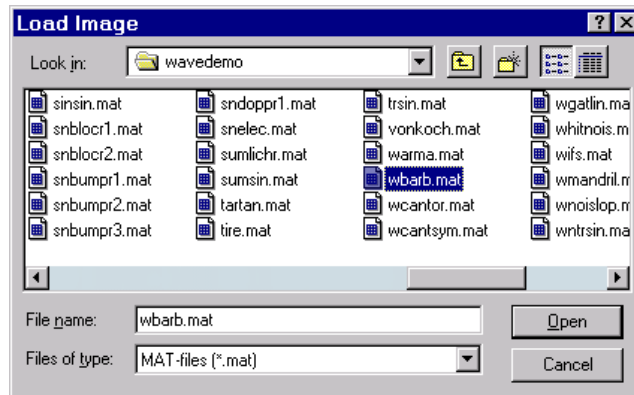 Load Image
Look in: wavedemo
sinsin.mat sndoppr1.mat trsin.mat wgatlin.mat
snblocr1.mat snelec.mat vonkoch.mat whitnois.m
snblocr2.mat sumlichr.mat warma.mat wifs.mat
snbumpr1.mat sumsin.mat wbarb.mat wmandril.m
snbumpr2.mat tartan.mat wcantor.mat wnoislop.m
snbumpr3.mat tire.mat wcantsym.mat wntrsin.ma
File name: wbarb.mat Open
Files of type: MAT-files (*.mat) Cancel